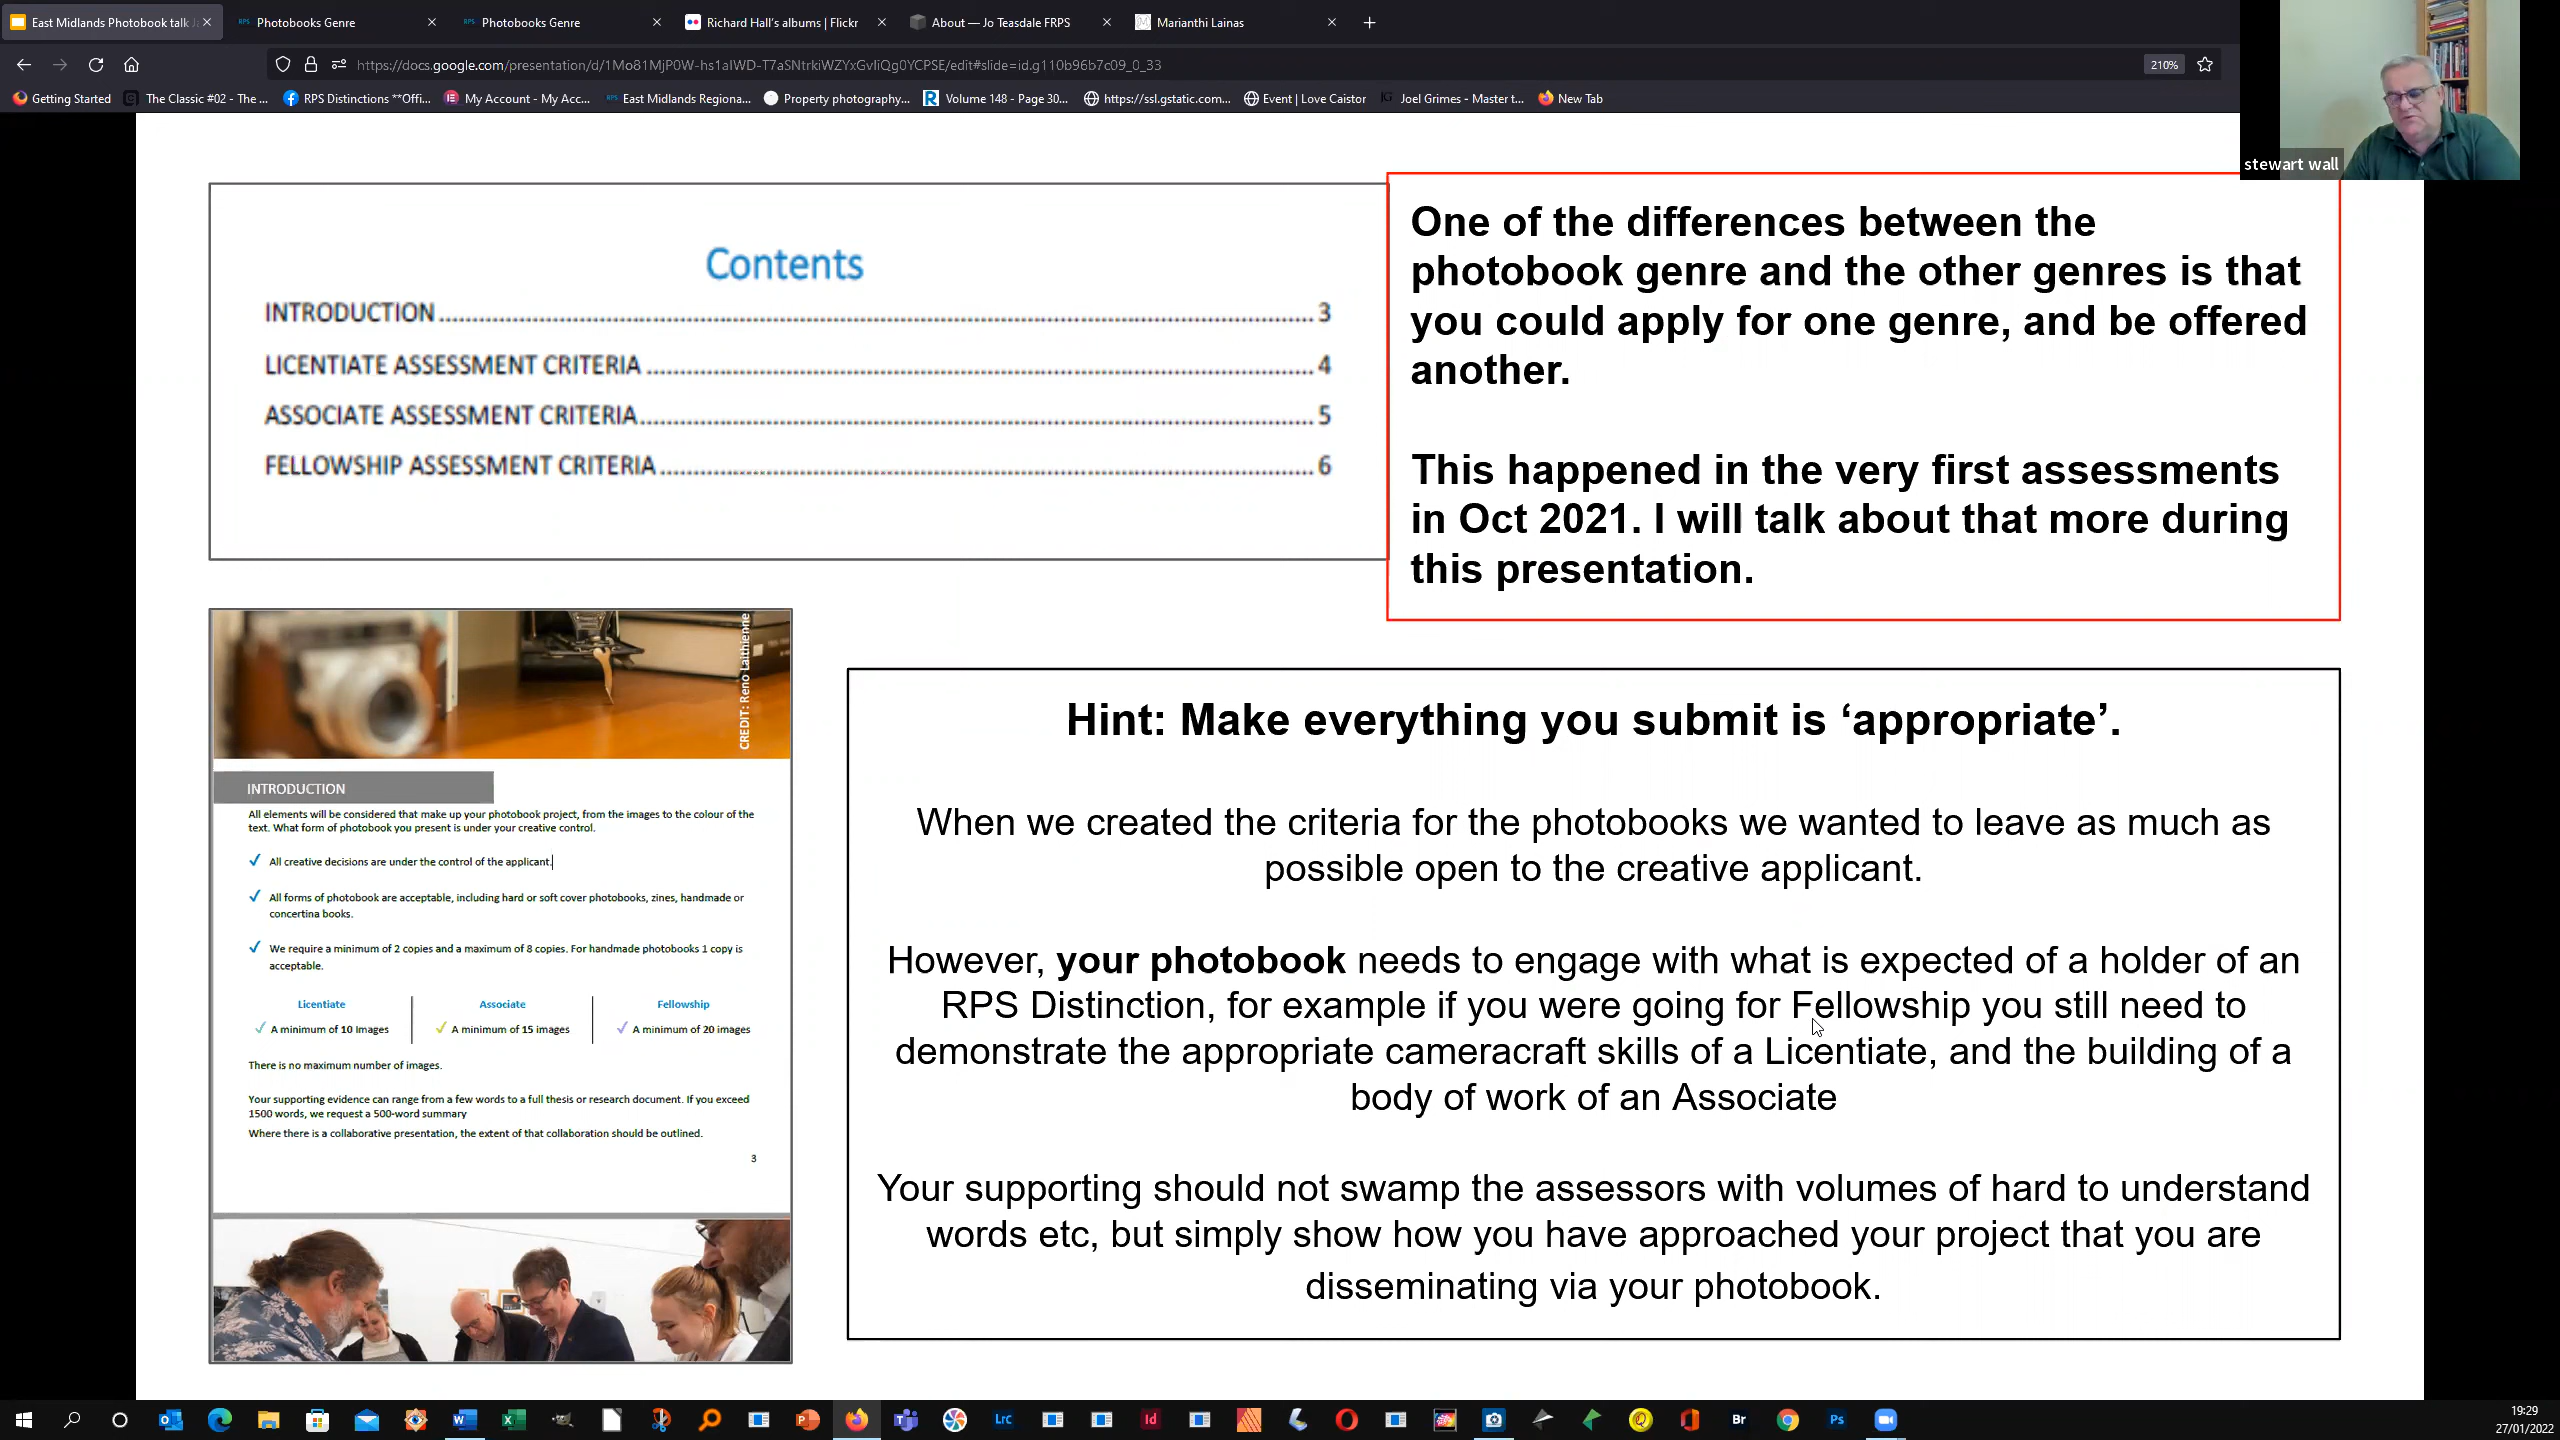 East Midlands Photobook talk
Photobooks Genre
Photobooks Genre
Richard Hall's albums | Flickr
About — Jo Teasdale FRPS
Marianthi Lainas
https://docs.google.com/presentation/d/1Mo81MjP0W-hs1aIWD-T7aSNtrkiWZYxGvIiQg0YCPSE/edit#slide=id.g110b96b7c09_0_33
210%
Getting Started
The Classic #02 - The ...
RPS Distinctions **Offi...
My Account - My Acc...
East Midlands Regiona...
Property photography...
Volume 148 - Page 30...
https://ssl.gstatic.com...
Event | Love Caistor
Joel Grimes - Master t...
New Tab
stewart wall
Contents
INTRODUCTION 3
LICENTIATE ASSESSMENT CRITERIA 4
ASSOCIATE ASSESSMENT CRITERIA 5
FELLOWSHIP ASSESSMENT CRITERIA 6
One of the differences between the
photobook genre and the other genres is that
you could apply for one genre, and be offered
another.
This happened in the very first assessments
in Oct 2021. I will talk about that more during
this presentation.
CREDIT: Reno Laithienne
INTRODUCTION
All elements will be considered that make up your photobook project, from the images to the colour of the
text. What form of photobook you present is under your creative control.
All creative decisions are under the control of the applicant.
All forms of photobook are acceptable, including hard or soft cover photobooks, zines, handmade or
concertina books.
We require a minimum of 2 copies and a maximum of 8 copies. For handmade photobooks 1 copy is
acceptable.
Licentiate
Associate
Fellowship
A minimum of 10 Images
A minimum of 15 images
A minimum of 20 images
There is no maximum number of images.
Your supporting evidence can range from a few words to a full thesis or research document. If you exceed
1500 words, we request a 500-word summary
Where there is a collaborative presentation, the extent of that collaboration should be outlined.
3
Hint: Make everything you submit is ‘appropriate’.
When we created the criteria for the photobooks we wanted to leave as much as
possible open to the creative applicant.
However, your photobook needs to engage with what is expected of a holder of an
RPS Distinction, for example if you were going for Fellowship you still need to
demonstrate the appropriate cameracraft skills of a Licentiate, and the building of a
body of work of an Associate
Your supporting should not swamp the assessors with volumes of hard to understand
words etc, but simply show how you have approached your project that you are
disseminating via your photobook.
Lrc
Id
Br
Ps
19:29
27/01/2022